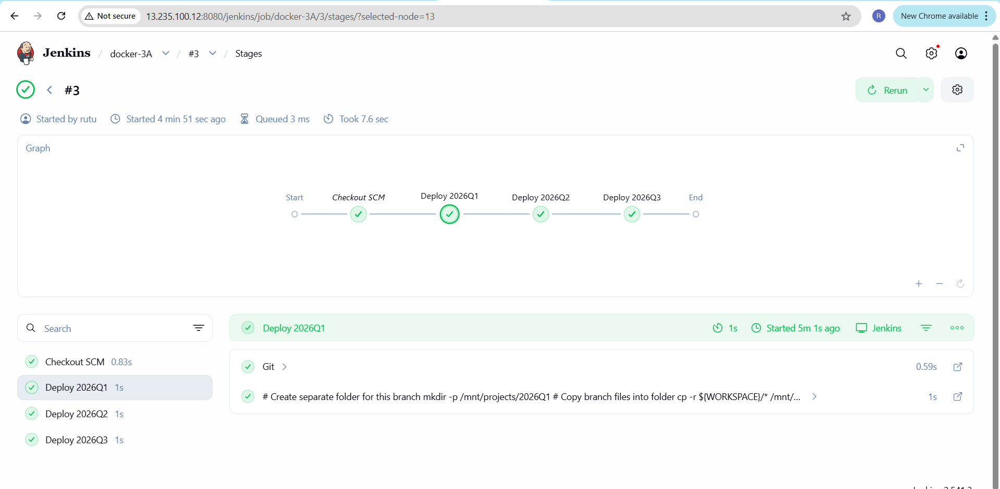 Not secure 13.235.100.12:8080/jenkins/job/docker-3A/3/stages/?selected-node=13 R New Chrome available
Jenkins / docker-3A / #3 / Stages
#3 Rerun
Started by rutu Started 4 min 51 sec ago Queued 3 ms Took 7.6 sec
Graph
Start Checkout SCM Deploy 2026Q1 Deploy 2026Q2 Deploy 2026Q3 End
Search
Checkout SCM 0.83s
Deploy 2026Q1 1s
Deploy 2026Q2 1s
Deploy 2026Q3 1s
Deploy 2026Q1 1s Started 5m 1s ago Jenkins
Git 0.59s
# Create separate folder for this branch mkdir -p /mnt/projects/2026Q1 # Copy branch files into folder cp -r ${WORKSPACE}/* /mnt/... 1s